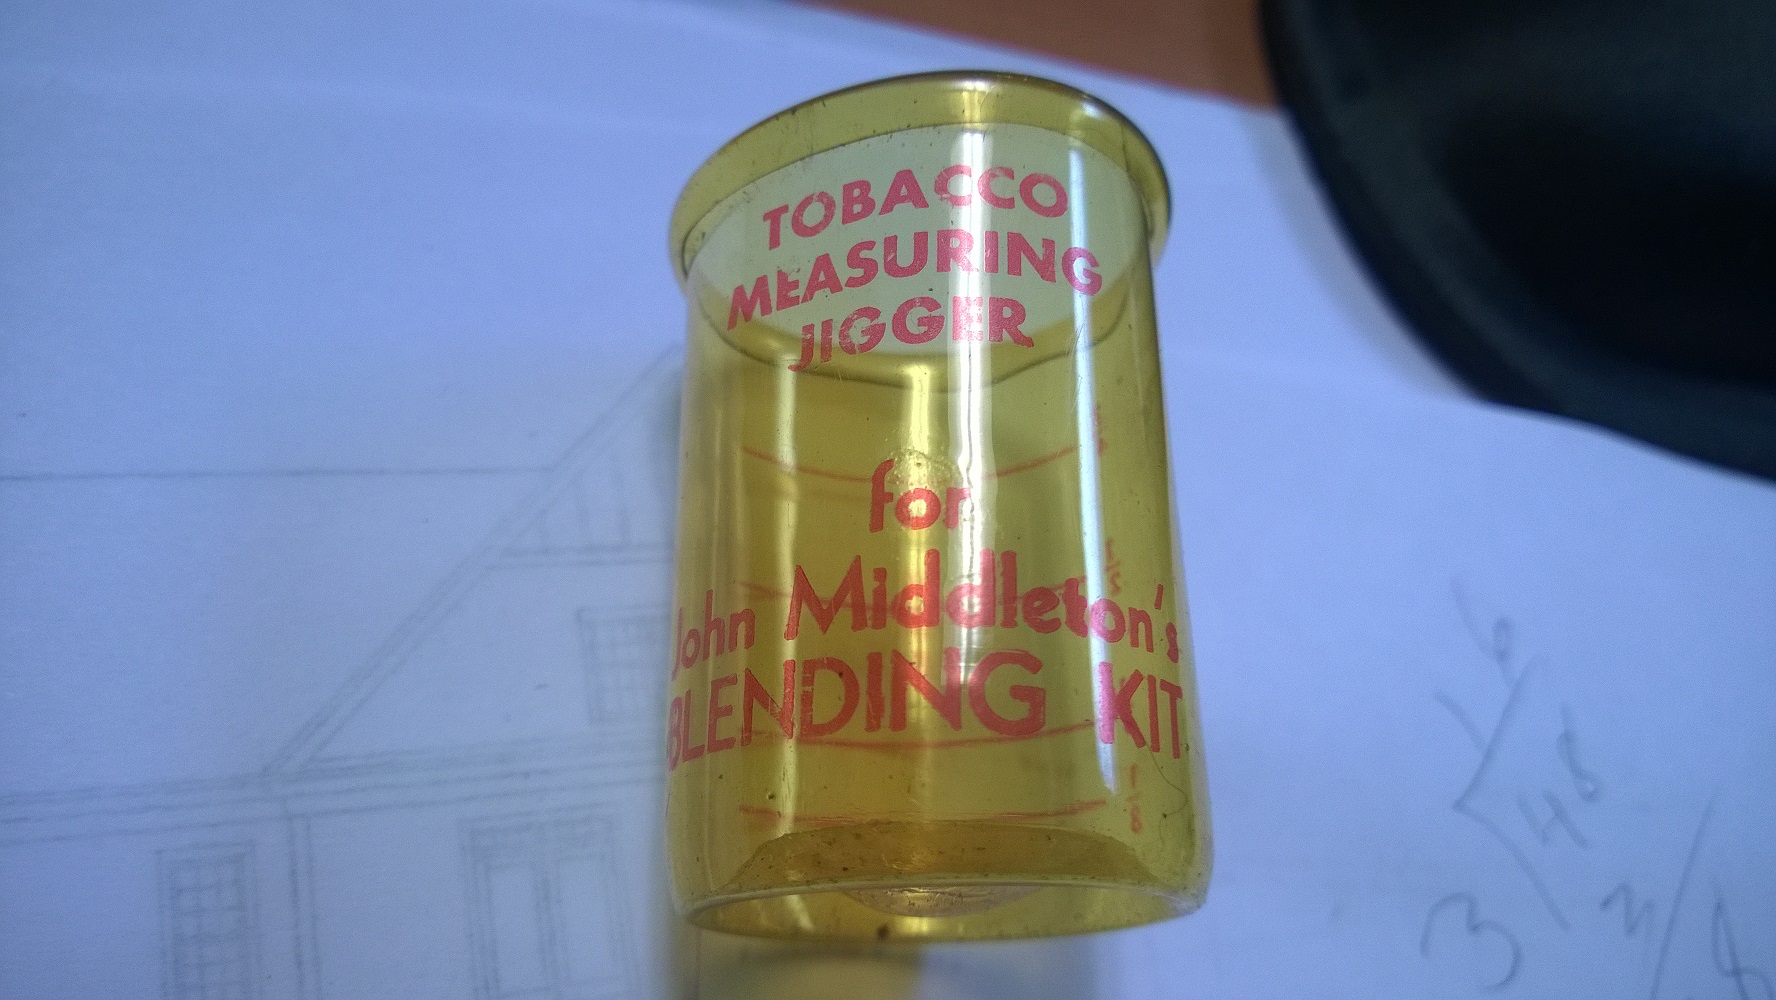 TOBACCO
MEASURING
JIGGER
for
John Middleton's
BLENDING KIT